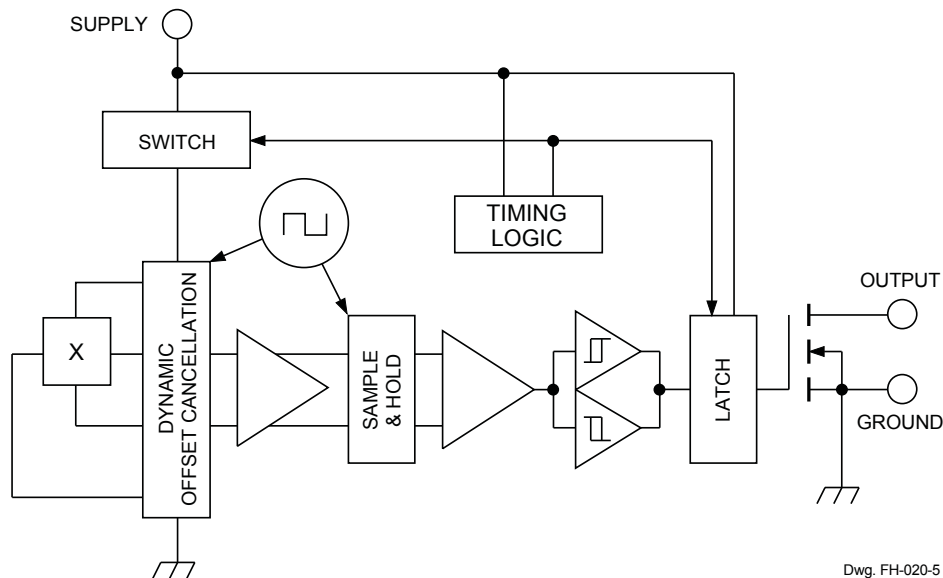 SUPPLY
SWITCH
TIMING
LOGIC
X
DYNAMIC
OFFSET CANCELLATION
SAMPLE
& HOLD
LATCH
OUTPUT
GROUND
Dwg. FH-020-5